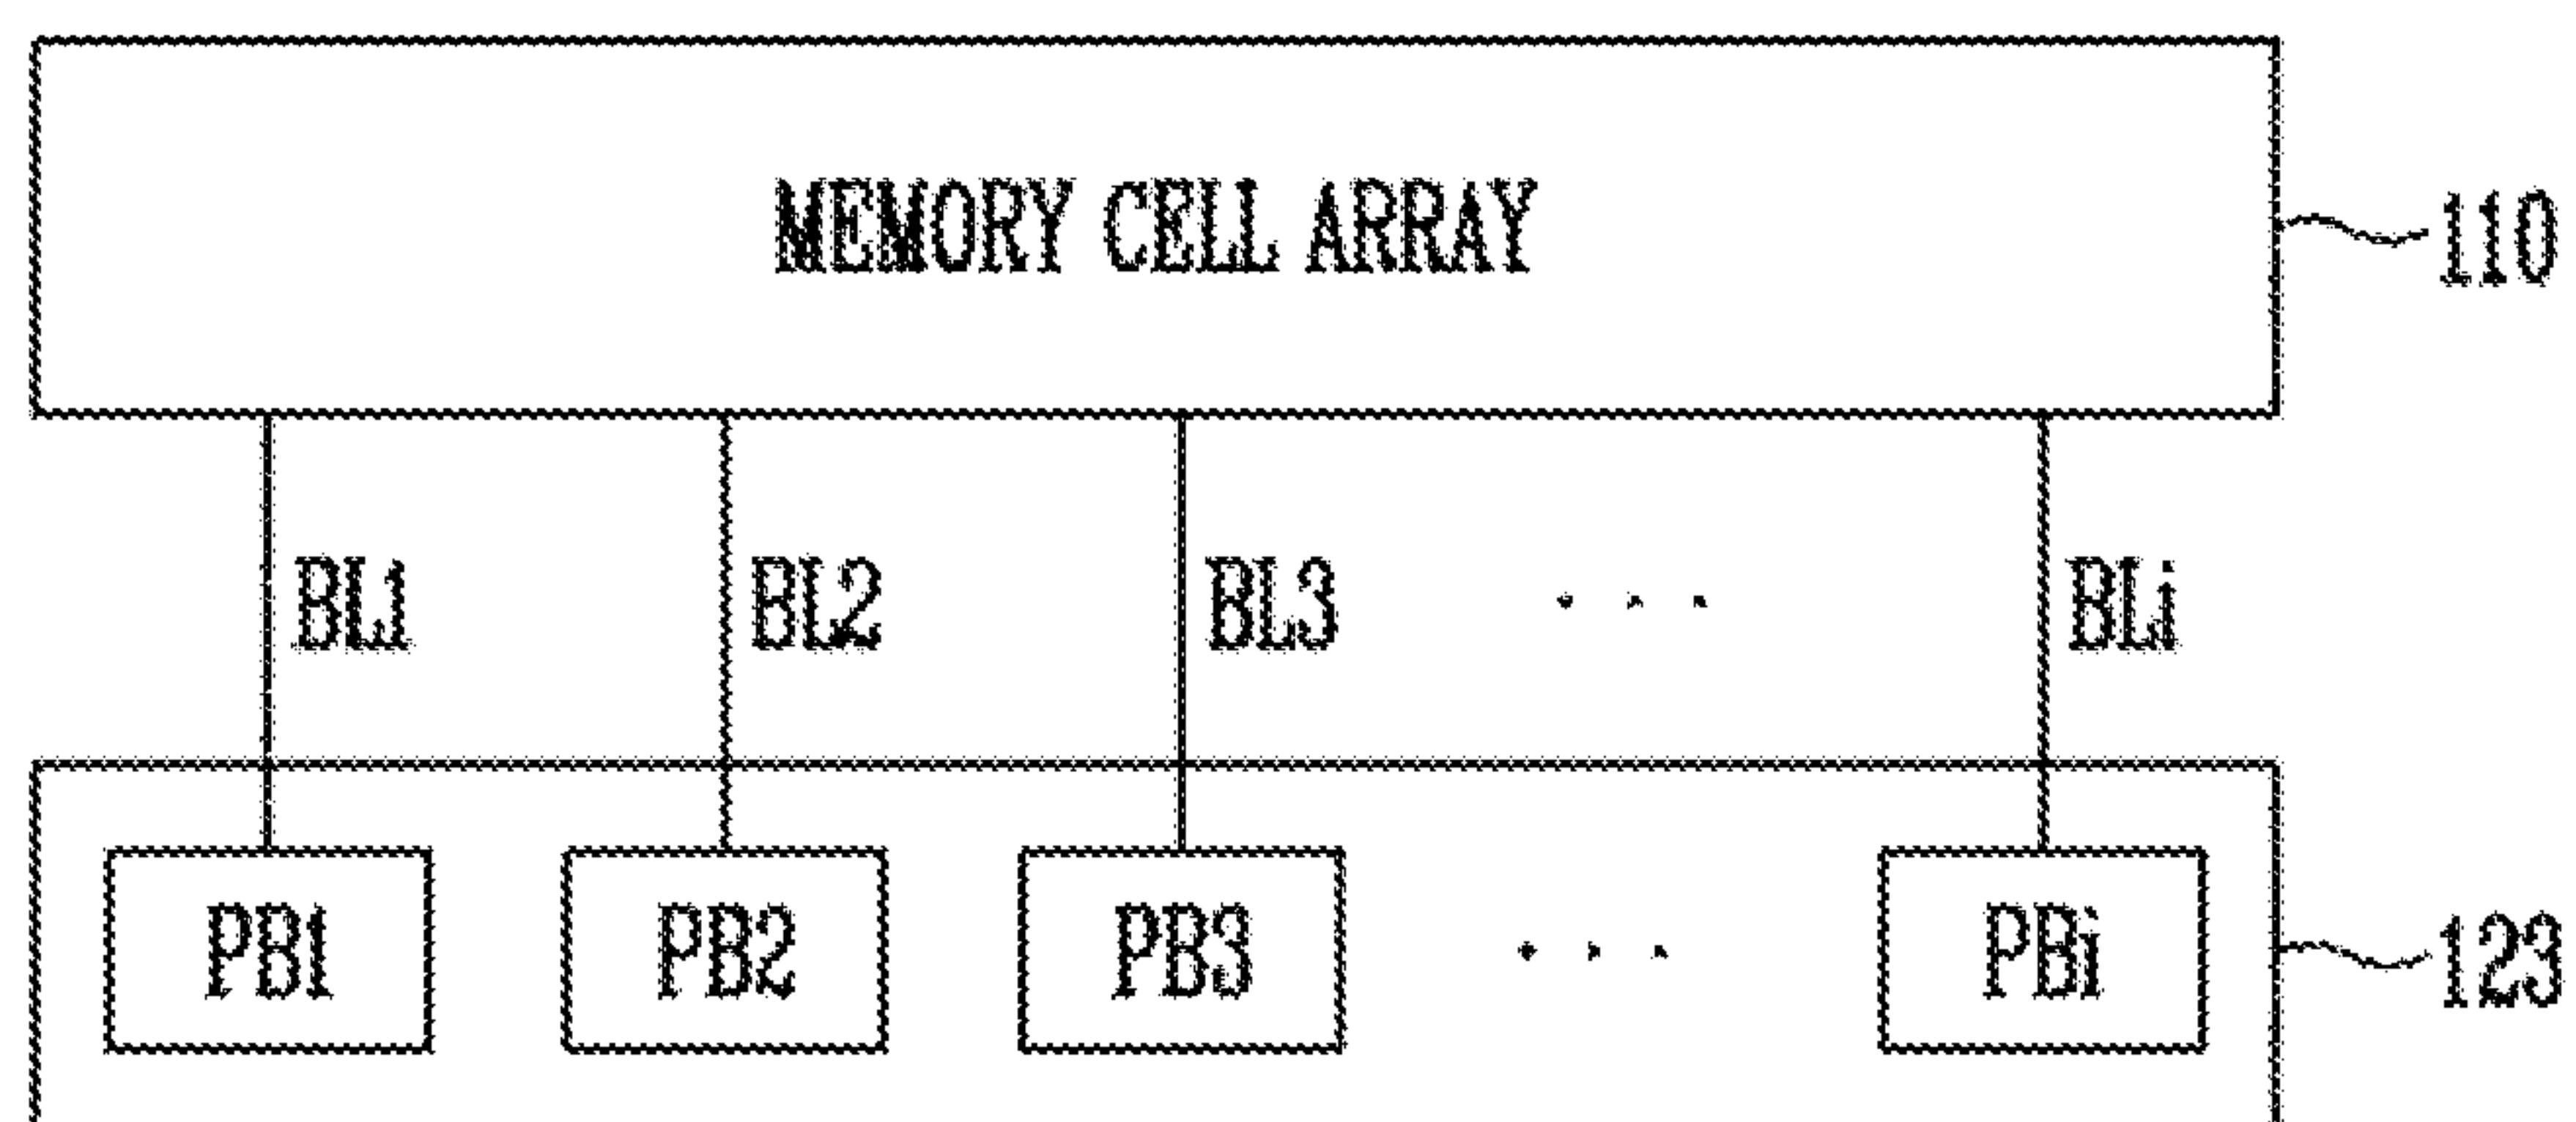 MEMORY CELL ARRAY
110
BL1 BL2 BL3 · · · BLi
PB1 PB2 PB3 · · · PBi
123